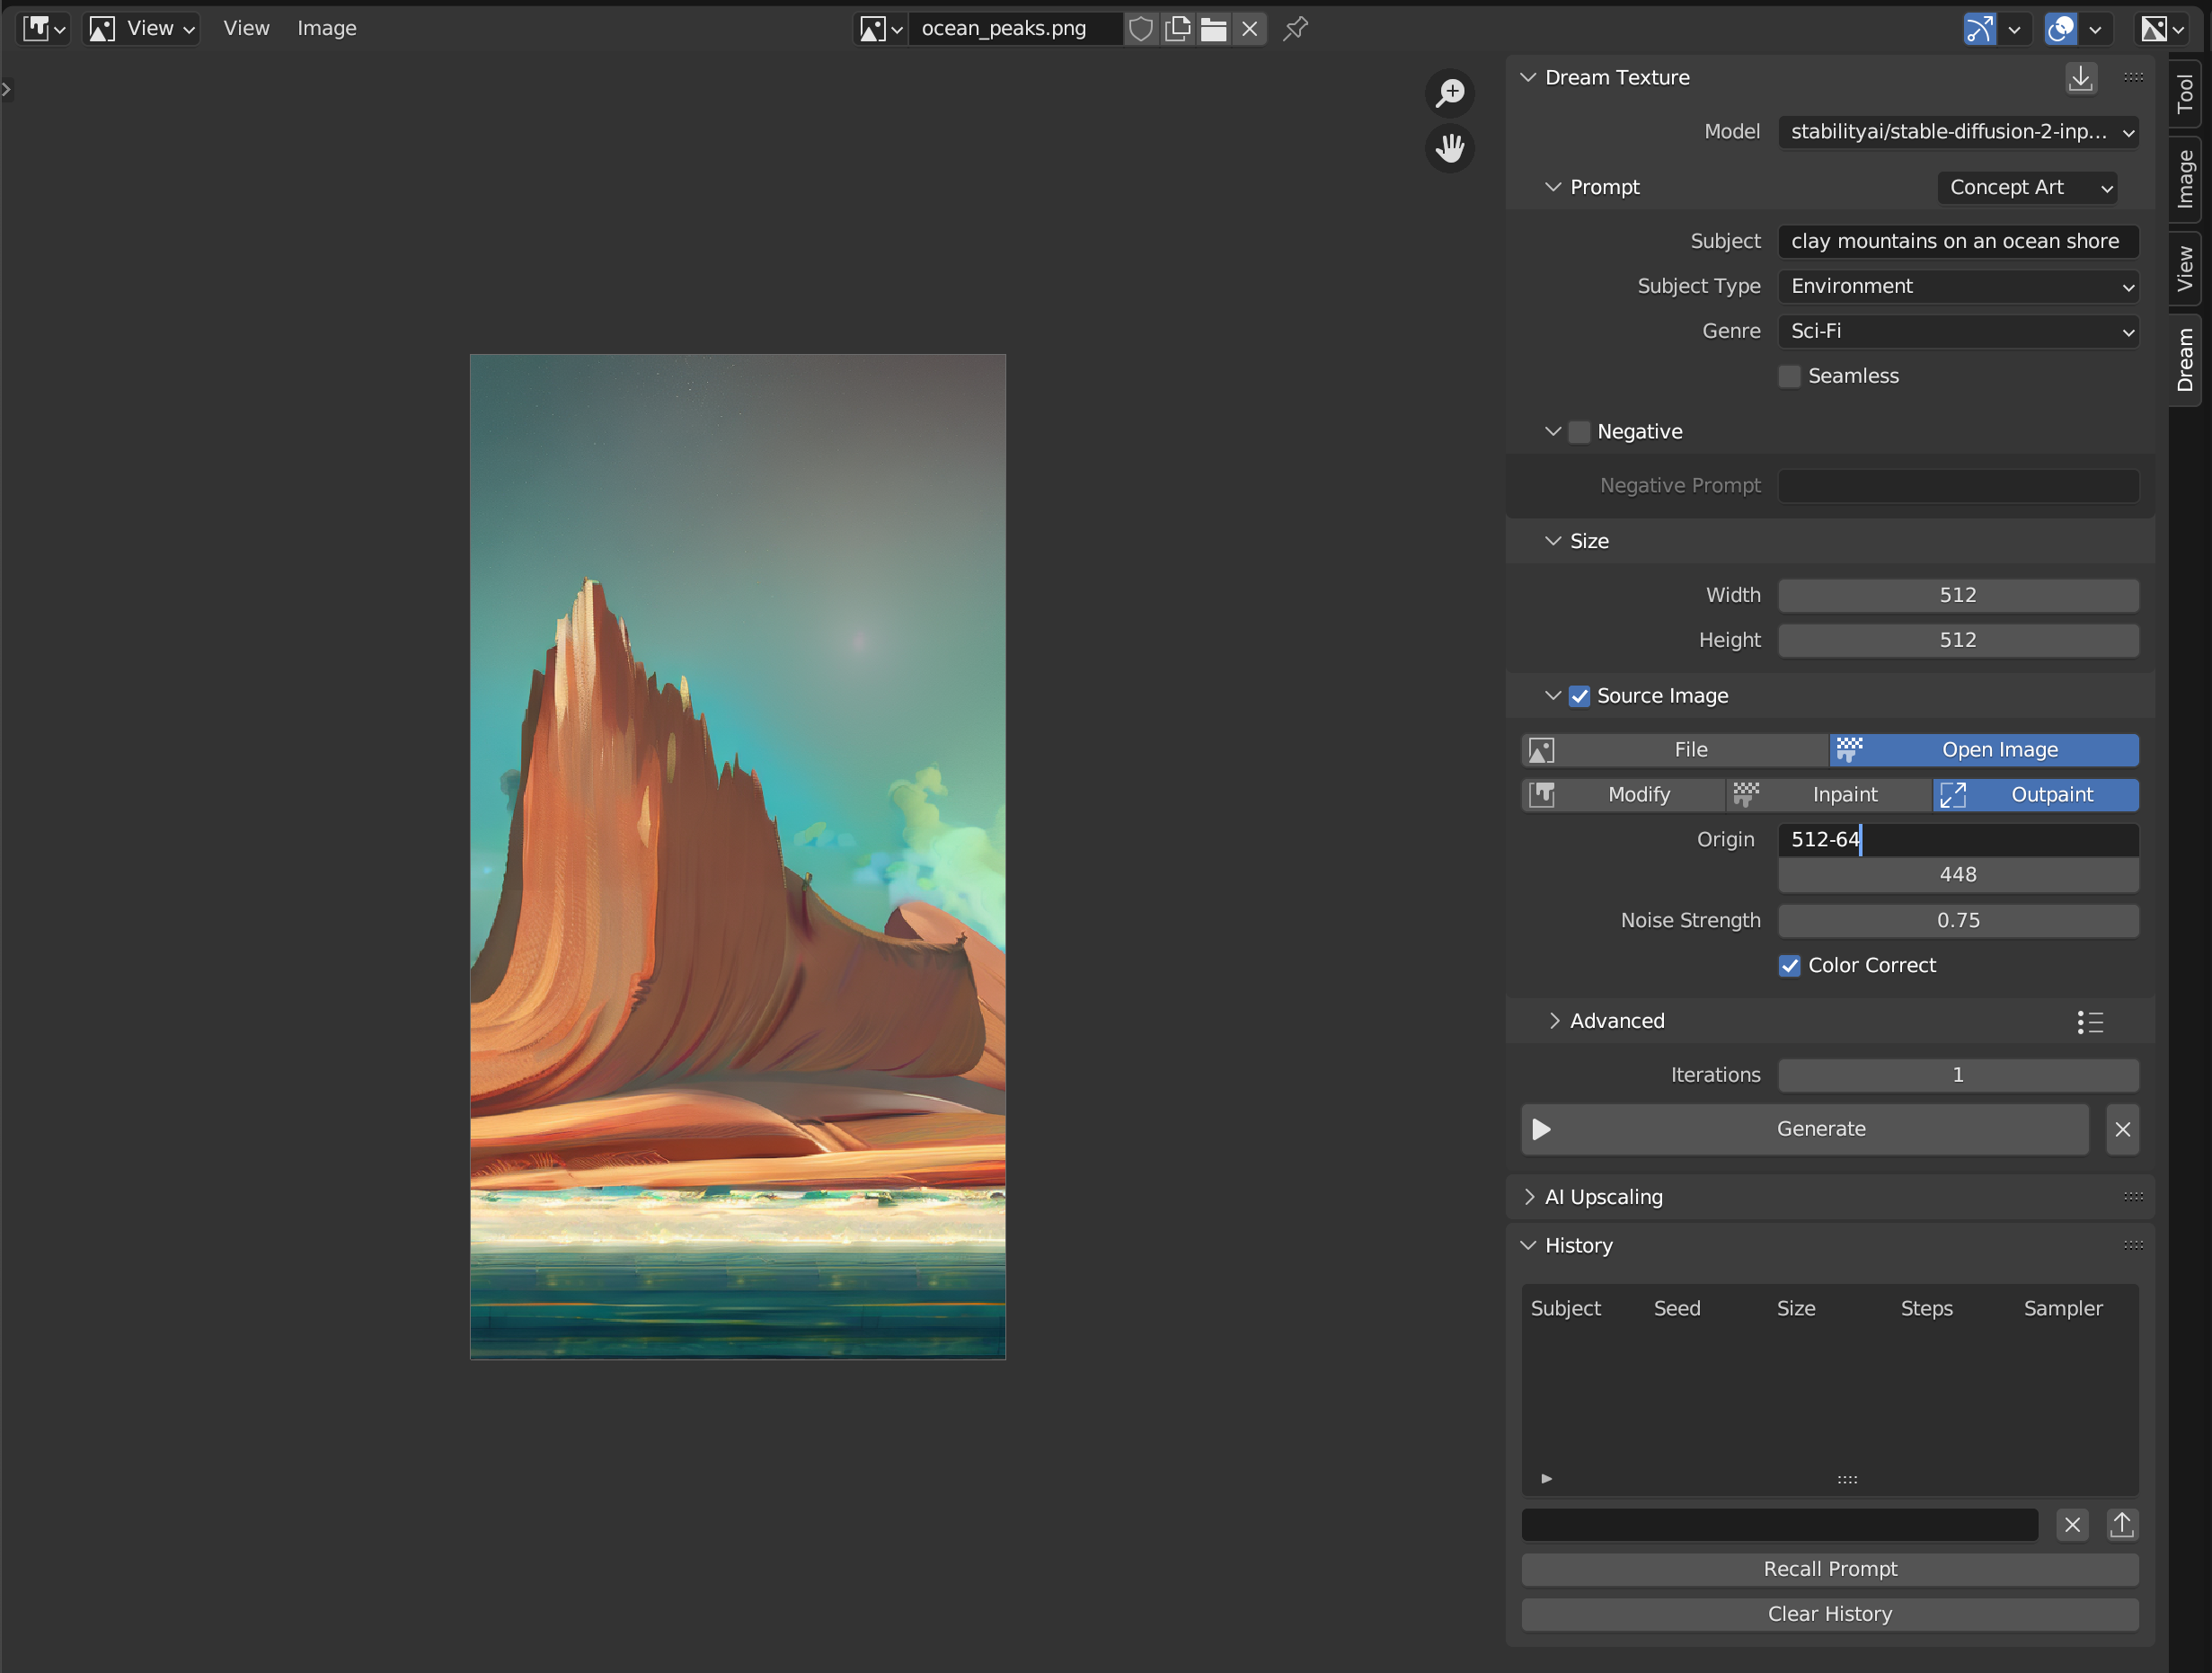 View View Image ocean_peaks.png
Dream Texture
Model stabilityai/stable-diffusion-2-inp...
Prompt Concept Art
Subject clay mountains on an ocean shore
Subject Type Environment
Genre Sci-Fi
Seamless
Negative
Negative Prompt
Size
Width 512
Height 512
Source Image
File Open Image
Modify Inpaint Outpaint
Origin 512-64
448
Noise Strength 0.75
Color Correct
Advanced
Iterations 1
Generate
AI Upscaling
History
Subject Seed Size Steps Sampler
Recall Prompt
Clear History
Tool
Image
View
Dream